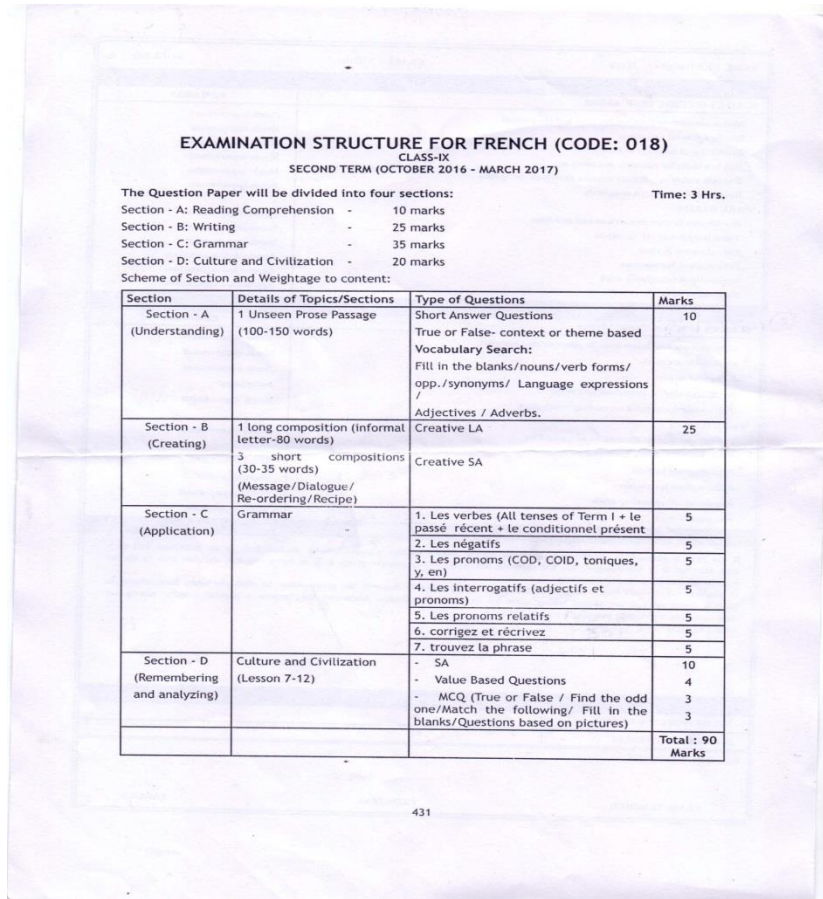 EXAMINATION STRUCTURE FOR FRENCH (CODE: 018)
CLASS-IX
SECOND TERM (OCTOBER 2016 - MARCH 2017)
The Question Paper will be divided into four sections: Time: 3 Hrs.
Section - A: Reading Comprehension - 10 marks
Section - B: Writing - 25 marks
Section - C: Grammar - 35 marks
Section - D: Culture and Civilization - 20 marks
Scheme of Section and Weightage to content:
Section Details of Topics/Sections Type of Questions Marks
Section - A 1 Unseen Prose Passage Short Answer Questions 10
(Understanding) (100-150 words) True or False- context or theme based
Vocabulary Search:
Fill in the blanks/nouns/verb forms/
opp./synonyms/ Language expressions
/
Adjectives / Adverbs.
Section - B 1 long composition (informal Creative LA 25
(Creating) letter-80 words)
3 short compositions Creative SA
(30-35 words)
(Message/Dialogue/
Re-ordering/Recipe)
Section - C Grammar 1. Les verbes (All tenses of Term I + le 5
(Application) passé récent + le conditionnel présent
2. Les négatifs 5
3. Les pronoms (COD, COID, toniques, 5
y, en)
4. Les interrogatifs (adjectifs et 5
pronoms)
5. Les pronoms relatifs 5
6. corrigez et récrivez 5
7. trouvez la phrase 5
Section - D Culture and Civilization - SA 10
(Remembering (Lesson 7-12) - Value Based Questions 4
and analyzing) - MCQ (True or False / Find the odd 3
one/Match the following/ Fill in the
blanks/Questions based on pictures) 3
Total : 90
Marks
431